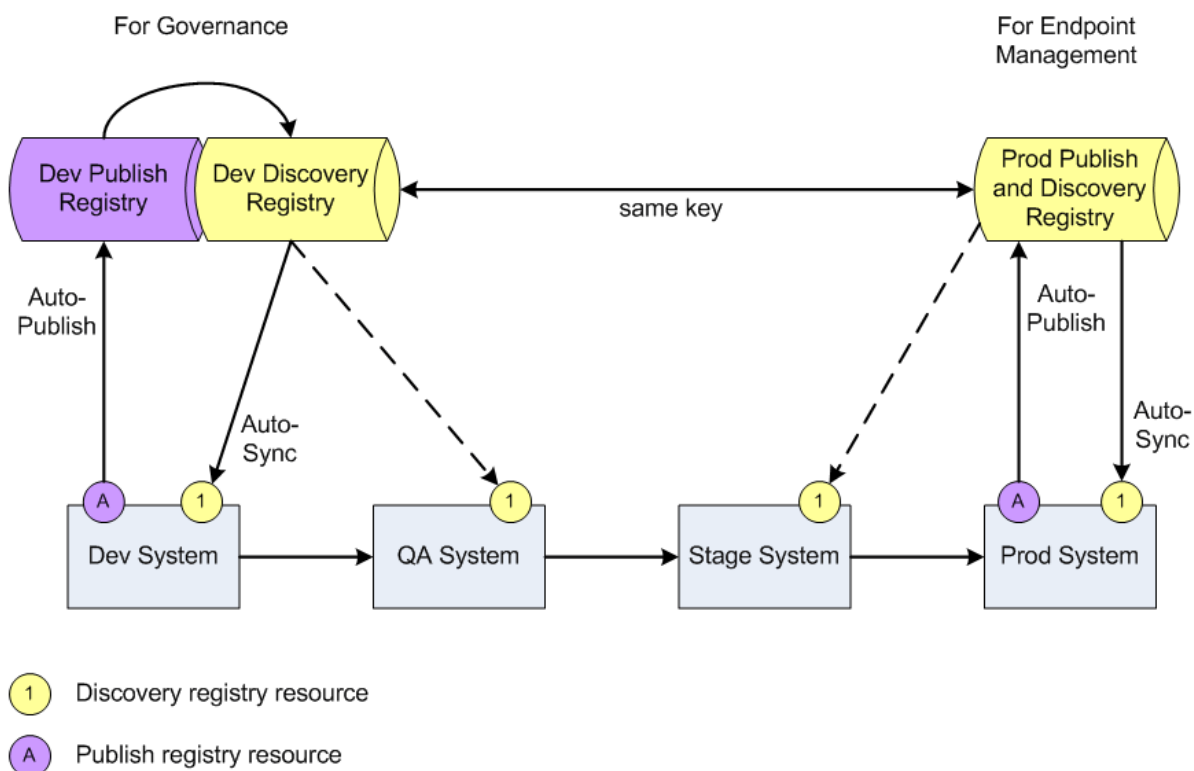 For Governance
For Endpoint
Management
Dev Publish
Registry
Dev Discovery
Registry
same key
Prod Publish
and Discovery
Registry
Auto-
Publish
Auto-
Sync
Auto-
Publish
Auto-
Sync
A
1
1
1
A
1
Dev System
QA System
Stage System
Prod System
1 Discovery registry resource
A Publish registry resource